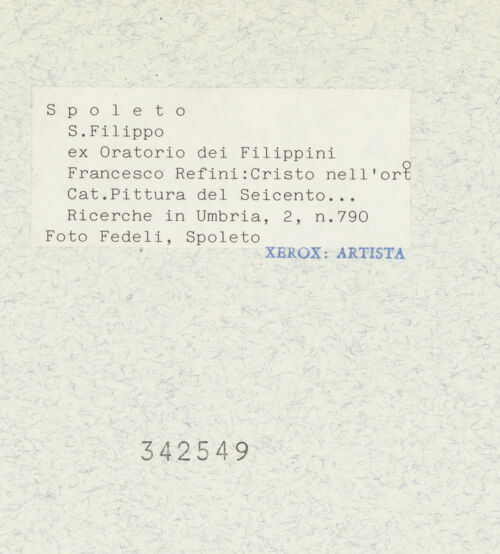 S p o l e t o
S.Filippo
ex Oratorio dei Filippini
Francesco Refini:Cristo nell'orto
Cat.Pittura del Seicento...
Ricerche in Umbria, 2, n.790
Foto Fedeli, Spoleto
XEROX: ARTISTA
342549